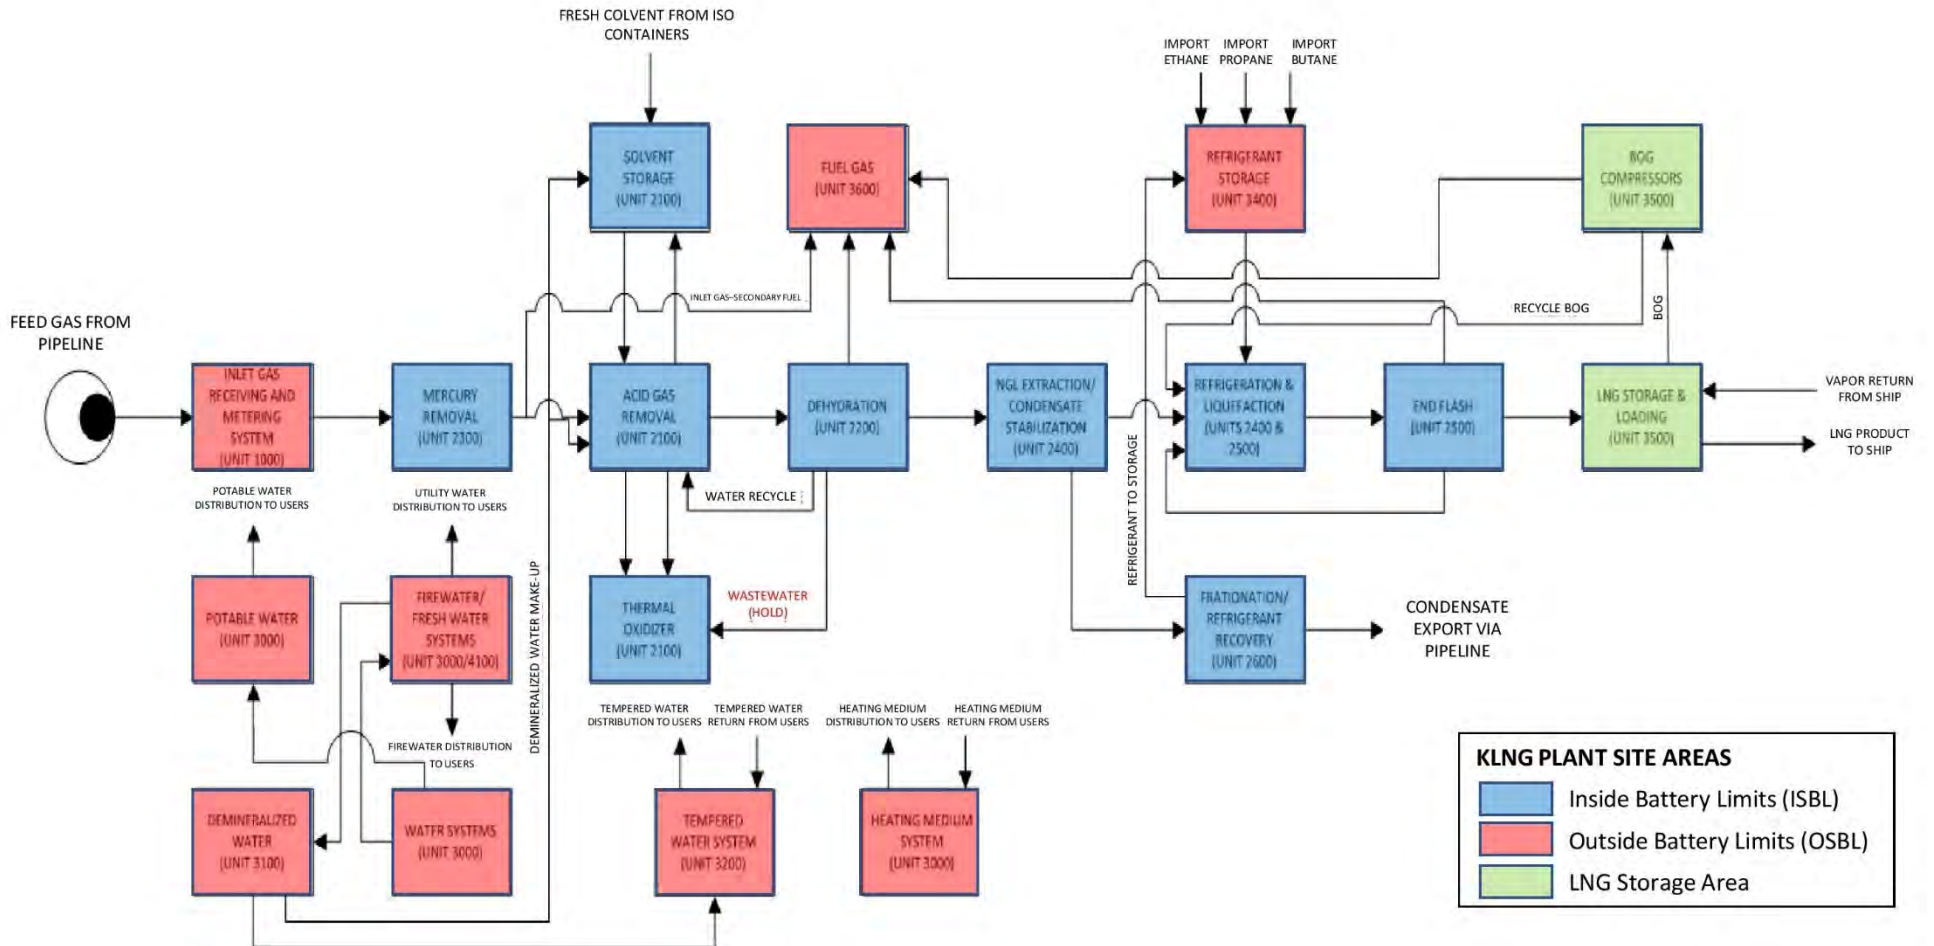 FRESH COLVENT FROM ISO
CONTAINERS
IMPORT
ETHANE
IMPORT
PROPANE
IMPORT
BUTANE
SOLVENT
STORAGE
(UNIT 2100)
FUEL GAS
(UNIT 3600)
REFRIGERANT
STORAGE
(UNIT 3400)
BOG
COMPRESSORS
(UNIT 3500)
INLET GAS-SECONDARY FUEL
RECYCLE BOG
BOG
FEED GAS FROM
PIPELINE
INLET GAS
RECEIVING AND
METERING
SYSTEM
(UNIT 1000)
MERCURY
REMOVAL
(UNIT 2300)
ACID GAS
REMOVAL
(UNIT 2100)
DEHYDRATION
(UNIT 2200)
NGL EXTRACTION/
CONDENSATE
STABILIZATION
(UNIT 2400)
REFRIGERATION &
LIQUEFACTION
(UNITS 2400 &
2500)
END FLASH
(UNIT 2500)
LNG STORAGE &
LOADING
(UNIT 3500)
VAPOR RETURN
FROM SHIP
LNG PRODUCT
TO SHIP
WATER RECYCLE
REFRIGERANT TO STORAGE
POTABLE WATER
DISTRIBUTION TO USERS
UTILITY WATER
DISTRIBUTION TO USERS
POTABLE WATER
(UNIT 3000)
FIREWATER/
FRESH WATER
SYSTEMS
(UNIT 3000/4100)
DEMINERALIZED WATER MAKE-UP
THERMAL
OXIDIZER
(UNIT 2100)
WASTEWATER
(HOLD)
FRATIONATION/
REFRIGERANT
RECOVERY
(UNIT 2600)
CONDENSATE
EXPORT VIA
PIPELINE
FIREWATER DISTRIBUTION
TO USERS
TEMPERED WATER
DISTRIBUTION TO USERS
TEMPERED WATER
RETURN FROM USERS
HEATING MEDIUM
DISTRIBUTION TO USERS
HEATING MEDIUM
RETURN FROM USERS
DEMINERALIZED
WATER
(UNIT 3100)
WATER SYSTEMS
(UNIT 3000)
TEMPERED
WATER SYSTEM
(UNIT 3200)
HEATING MEDIUM
SYSTEM
(UNIT 3000)
KLNG PLANT SITE AREAS
Inside Battery Limits (ISBL)
Outside Battery Limits (OSBL)
LNG Storage Area